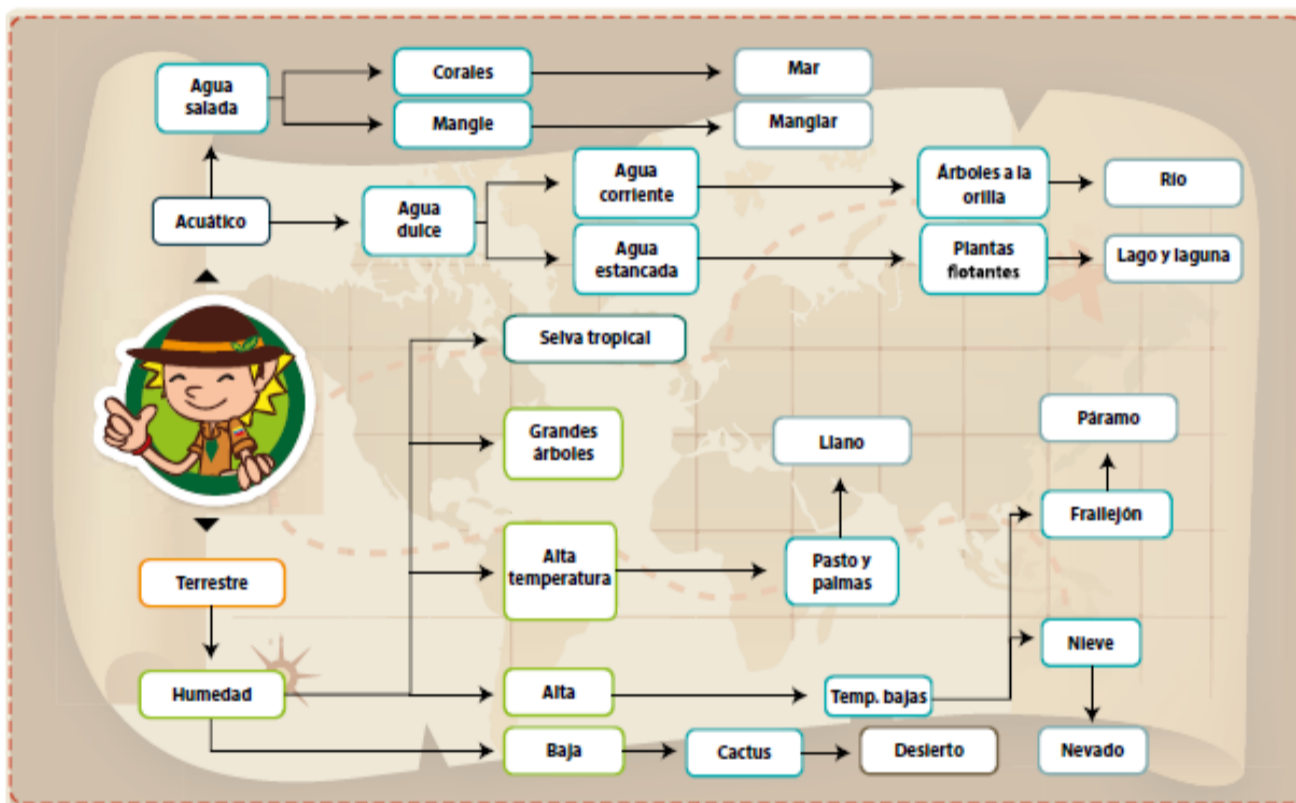 Agua
salada
Corales
Mar
Mangle
Manglar
Acuático
Agua
dulce
Agua
corriente
Árboles a la
orilla
Río
Agua
estancada
Plantas
flotantes
Lago y laguna
Selva tropical
Grandes
árboles
Llano
Páramo
Alta
temperatura
Pasto y
palmas
Frailejón
Terrestre
Humedad
Alta
Temp. bajas
Nieve
Baja
Cactus
Desierto
Nevado